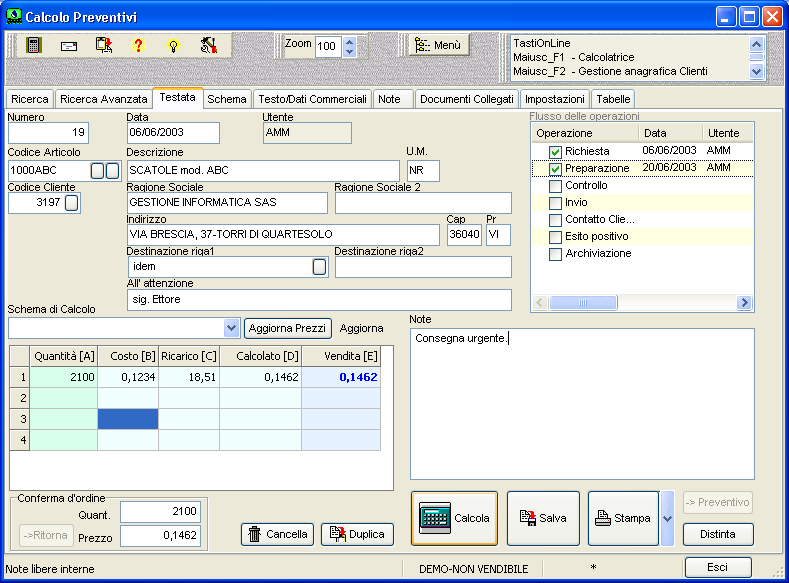 Calcolo Preventivi
Zoom 100
Menù
TastiOnLine
Maiusc_F1 - Calcolatrice
Maiusc_F2 - Gestione anagrafica Clienti
Ricerca Ricerca Avanzata Testata Schema Testo/Dati Commerciali Note Documenti Collegati Impostazioni Tabelle
Numero Data Utente
19 06/06/2003 AMM
Codice Articolo Descrizione U.M.
1000ABC SCATOLE mod. ABC NR
Codice Cliente Ragione Sociale Ragione Sociale 2
3197 GESTIONE INFORMATICA SAS
Indirizzo Cap Pr
VIA BRESCIA, 37-TORRI DI QUARTESOLO 36040 VI
Destinazione riga1 Destinazione riga2
idem
All' attenzione
sig. Ettore
Flusso delle operazioni
Operazione Data Utente
Richiesta 06/06/2003 AMM
Preparazione 20/06/2003 AMM
Controllo
Invio
Contatto Clie...
Esito positivo
Archiviazione
Schema di Calcolo
Aggiorna Prezzi Aggiorna
Quantità [A] Costo [B] Ricarico [C] Calcolato [D] Vendita [E]
1 2100 0,1234 18,51 0,1462 0,1462
2
3
4
Note
Consegna urgente.
Conferma d'ordine
Quant. 2100
->Ritorna Prezzo 0,1462
Cancella Duplica
Calcola Salva Stampa
-> Preventivo
Distinta
Note libere interne DEMO-NON VENDIBILE * Esci